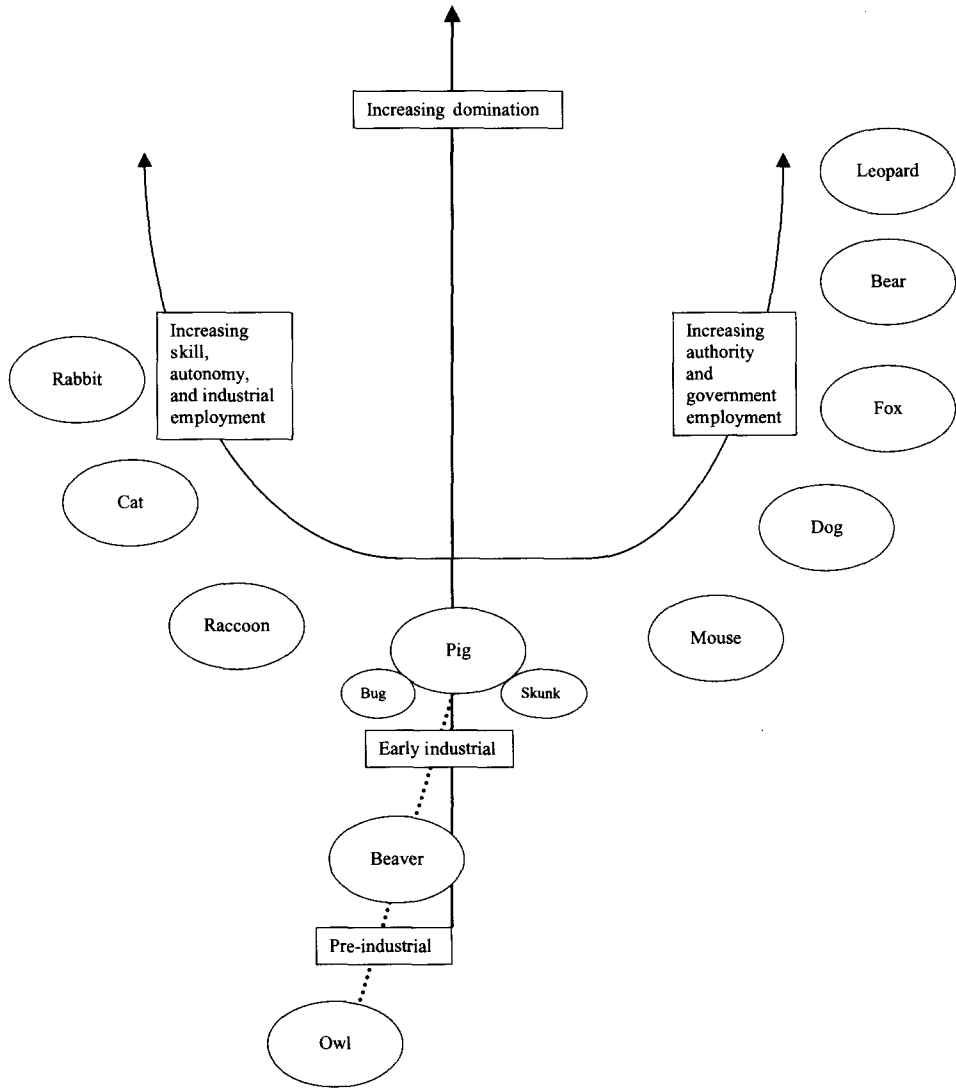 Increasing domination
Leopard
Bear
Increasing
skill,
autonomy,
and industrial
employment
Increasing
authority
and
government
employment
Rabbit
Fox
Cat
Dog
Raccoon
Pig
Mouse
Bug
Skunk
Early industrial
Beaver
Pre-industrial
Owl